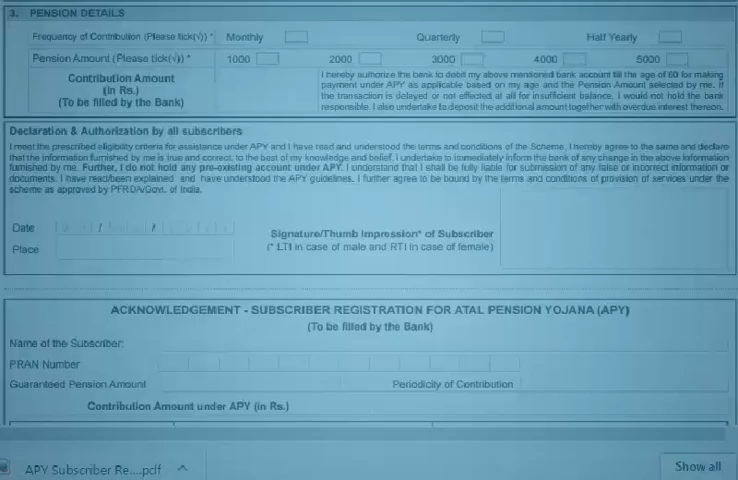 3. PENSION DETAILS
Frequency of Contribution (Please tick(√)) * Monthly Quarterly Half Yearly
Pension Amount (Please tick(√)) * 1000 2000 3000 4000 5000
Contribution Amount
(In Rs.)
(To be filled by the Bank)
I hereby authorize the bank to debit my above mentioned bank account till the age of 60 for making
payment under APY as applicable based on my age and the Pension Amount selected by me. If
the transaction is delayed or not effected at all for insufficient balance, I would not hold the bank
responsible. I also undertake to deposit the additional amount together with overdue interest thereon.
Declaration & Authorization by all subscribers
I meet the prescribed eligibility criteria for assistance under APY and I have read and understood the terms and conditions of the Scheme. I hereby agree to the same and declare
that the information furnished by me is true and correct, to the best of my knowledge and belief. I undertake to immediately inform the bank of any change in the above information
furnished by me. Further, I do not hold any pre-existing account under APY. I understand that I shall be fully liable for submission of any false or incorrect information or
documents. I have read/been explained and have understood the APY guidelines. I further agree to be bound by the terms and conditions of provision of services under the
scheme as approved by PFRDA/Govt. of India.
Date / /
Place
Signature/Thumb Impression* of Subscriber
(* LTI in case of male and RTI in case of female)
ACKNOWLEDGEMENT - SUBSCRIBER REGISTRATION FOR ATAL PENSION YOJANA (APY)
(To be filled by the Bank)
Name of the Subscriber:
PRAN Number
Guaranteed Pension Amount Periodicity of Contribution
Contribution Amount under APY (in Rs.)
APY Subscriber Re....pdf Show all